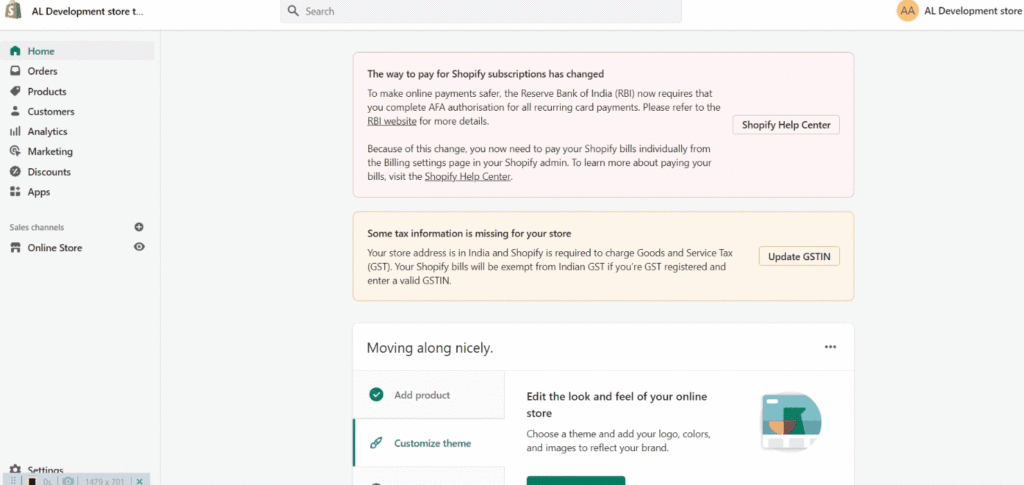 AL Development store t...
Search
AA AL Development store
Home
Orders
Products
Customers
Analytics
Marketing
Discounts
Apps
Sales channels
Online Store
Settings
0s 1479 x 701
The way to pay for Shopify subscriptions has changed
To make online payments safer, the Reserve Bank of India (RBI) now requires that
you complete AFA authorisation for all recurring card payments. Please refer to the
RBI website for more details.
Shopify Help Center
Because of this change, you now need to pay your Shopify bills individually from
the Billing settings page in your Shopify admin. To learn more about paying your
bills, visit the Shopify Help Center.
Some tax information is missing for your store
Your store address is in India and Shopify is required to charge Goods and Service Tax
(GST). Your Shopify bills will be exempt from Indian GST if you're GST registered and
enter a valid GSTIN.
Update GSTIN
Moving along nicely.
Add product
Customize theme
Edit the look and feel of your online
store
Choose a theme and add your logo, colors,
and images to reflect your brand.